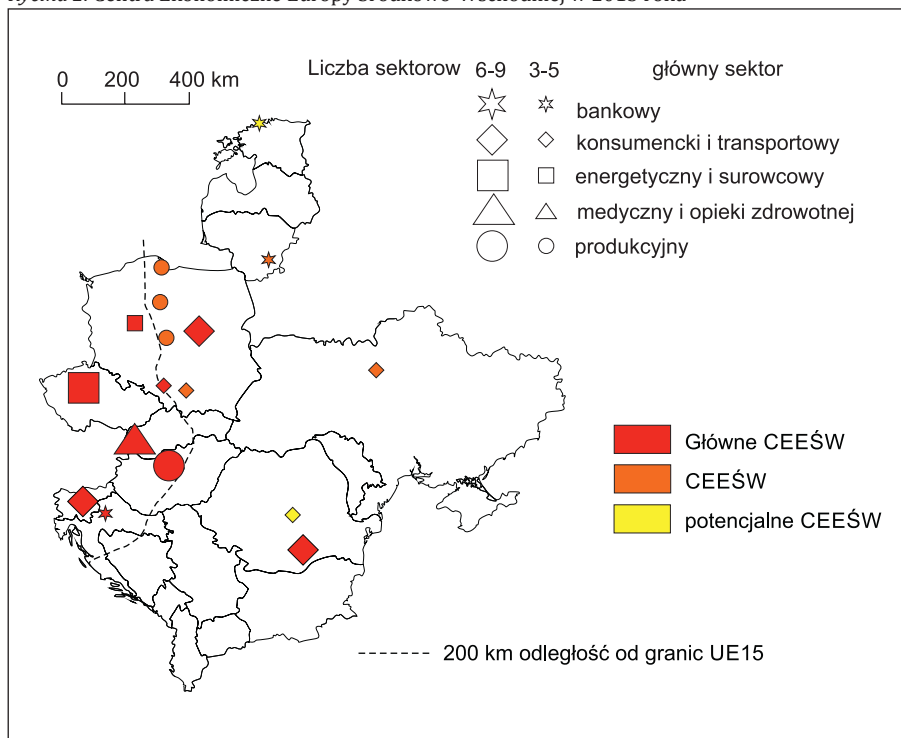 0 200 400 km
Liczba sektorow 6-9 3-5 główny sektor
bankowy
konsumencki i transportowy
energetyczny i surowcowy
medyczny i opieki zdrowotnej
produkcyjny
Główne CEEŚW
CEEŚW
potencjalne CEEŚW
200 km odległość od granic UE15